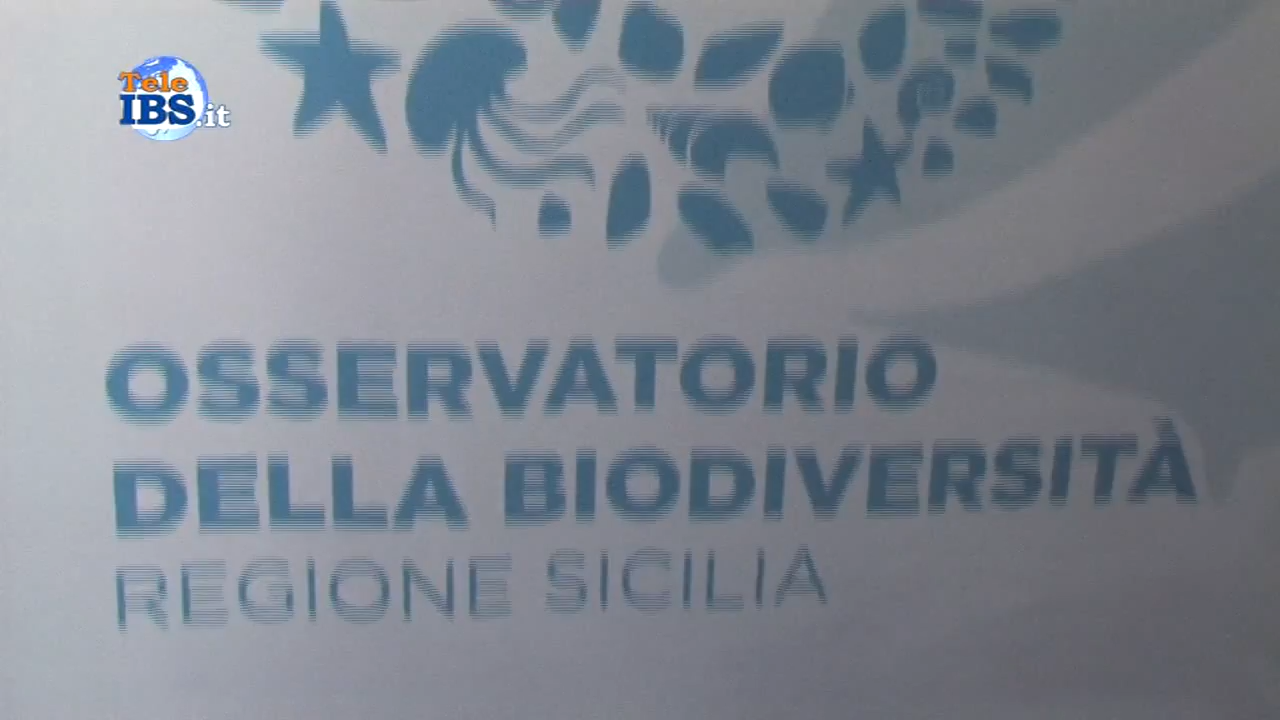 Tele
IBS.it
OSSERVATORIO
DELLA BIODIVERSITÀ
REGIONE SICILIA